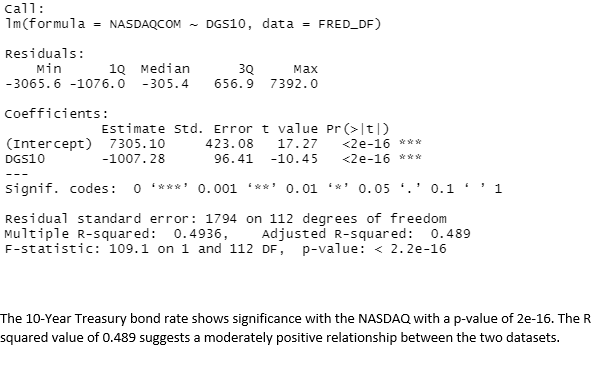 Call:
lm(formula = NASDAQCOM ~ DGS10, data = FRED_DF)
Residuals:
Min 1Q Median 3Q Max
-3065.6 -1076.0 -305.4 656.9 7392.0
Coefficients:
Estimate Std. Error t value Pr(>|t|)
(Intercept) 7305.10 423.08 17.27 <2e-16 ***
DGS10 -1007.28 96.41 -10.45 <2e-16 ***
---
Signif. codes: 0 ‘***’ 0.001 ‘**’ 0.01 ‘*’ 0.05 ‘.’ 0.1 ‘ ’ 1
Residual standard error: 1794 on 112 degrees of freedom
Multiple R-squared: 0.4936, Adjusted R-squared: 0.489
F-statistic: 109.1 on 1 and 112 DF, p-value: < 2.2e-16
The 10-Year Treasury bond rate shows significance with the NASDAQ with a p-value of 2e-16. The R
squared value of 0.489 suggests a moderately positive relationship between the two datasets.